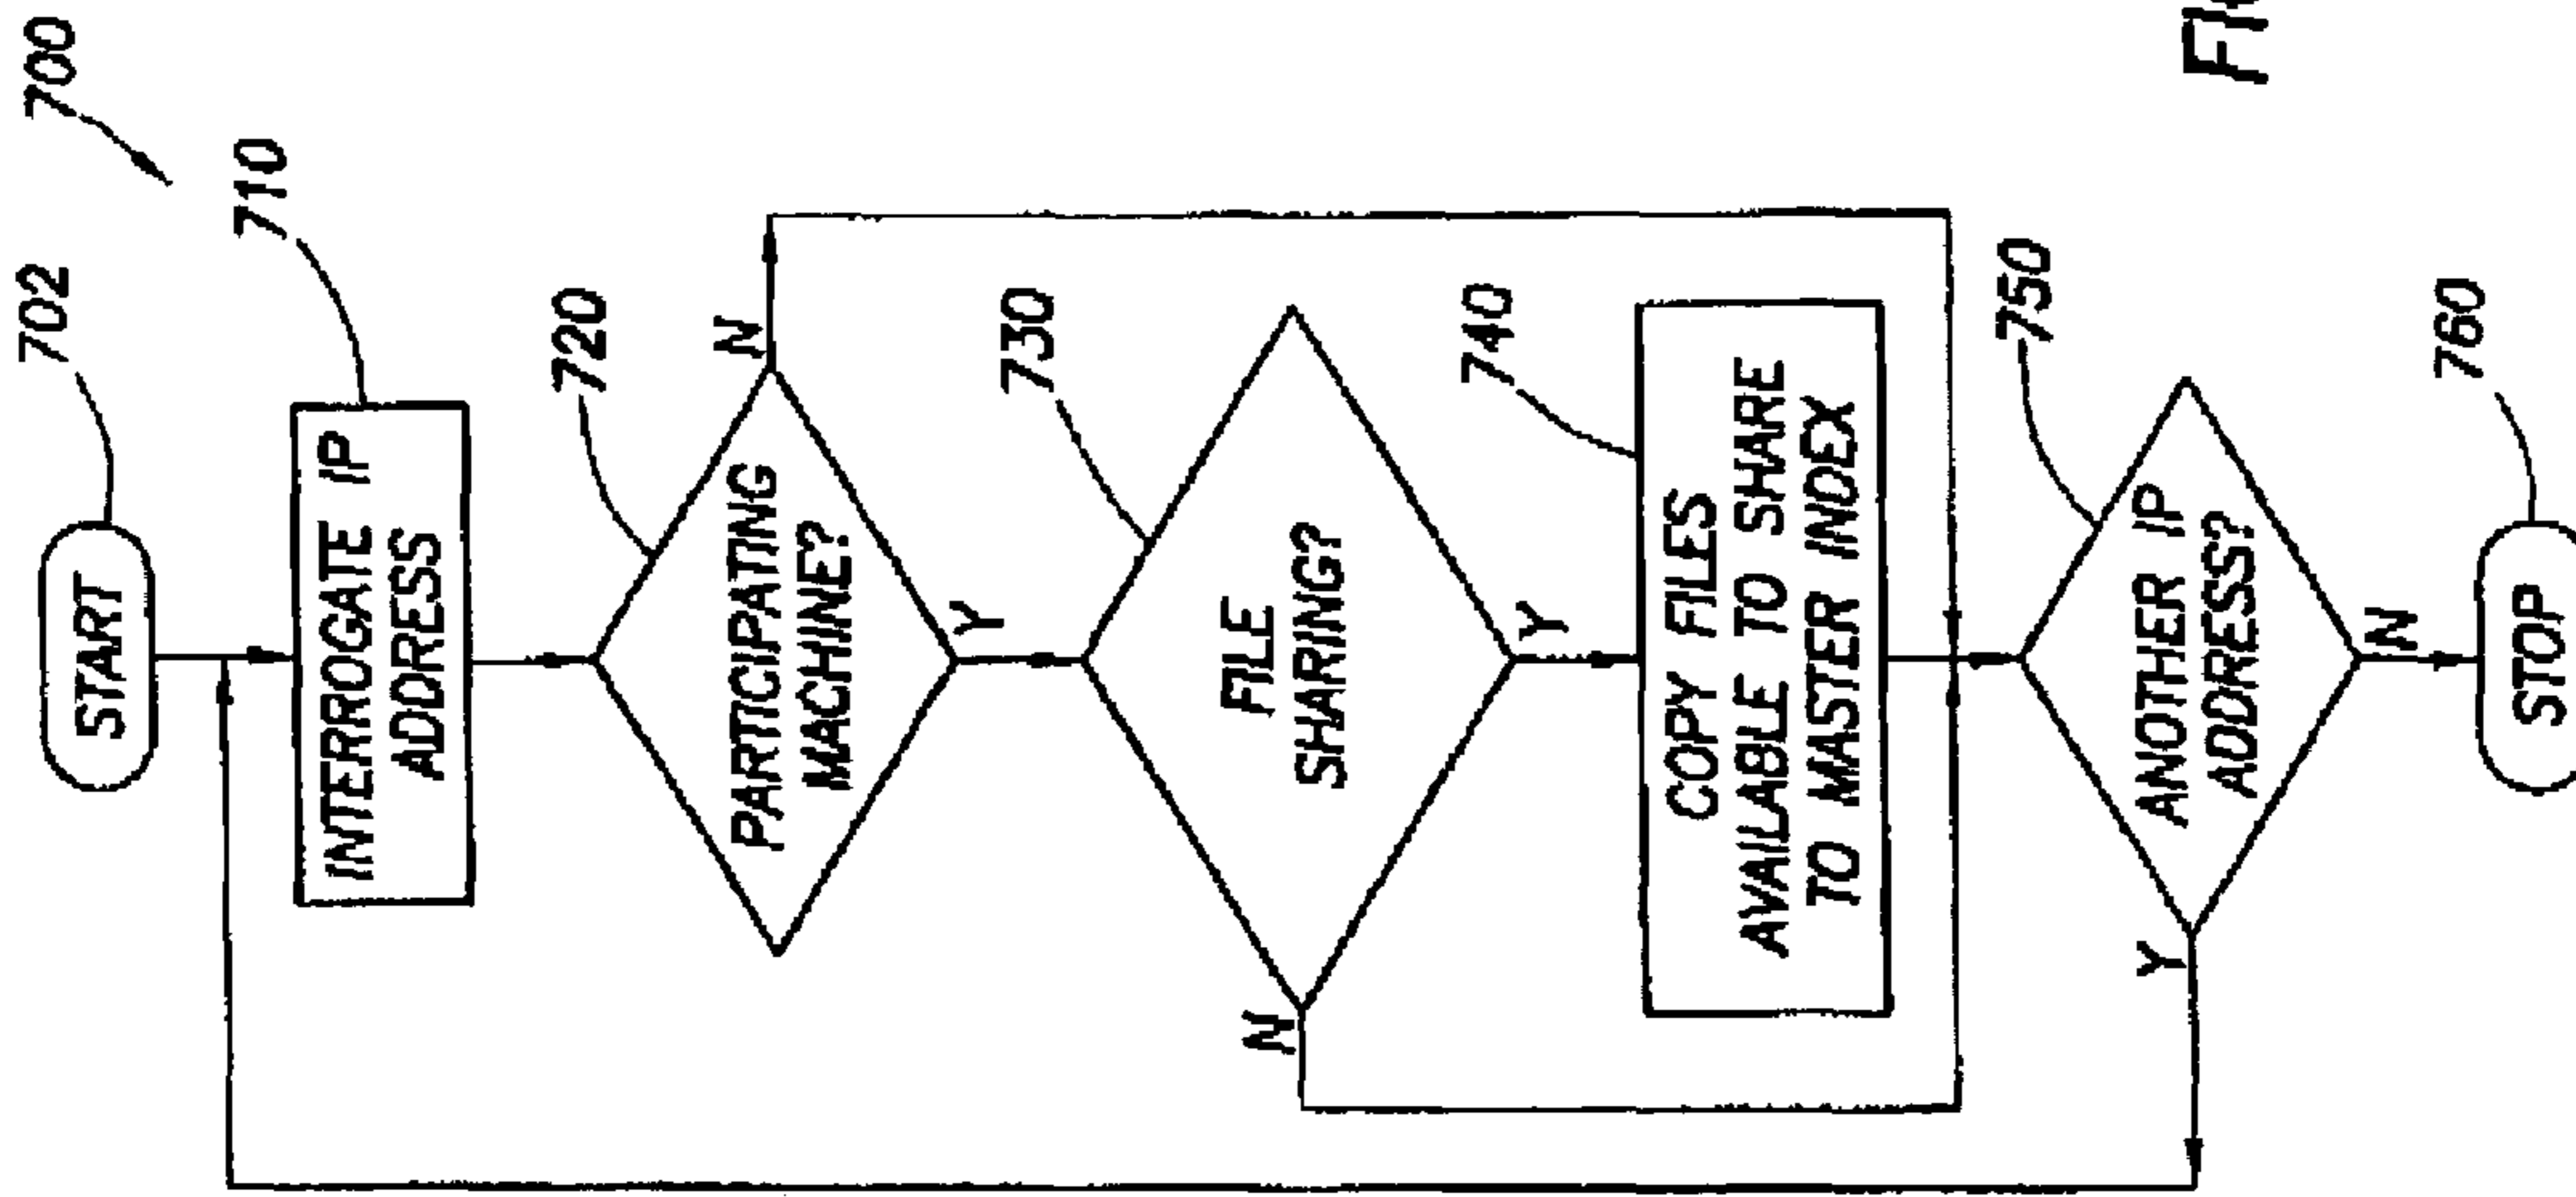 700
702
START
710
INTERROGATE IP
ADDRESS
720
PARTICIPATING
MACHINE?
N
Y
730
FILE
SHARING?
N
Y
740
COPY FILES
AVAILABLE TO SHARE
TO MASTER INDEX
750
ANOTHER IP
ADDRESS?
Y
N
760
STOP